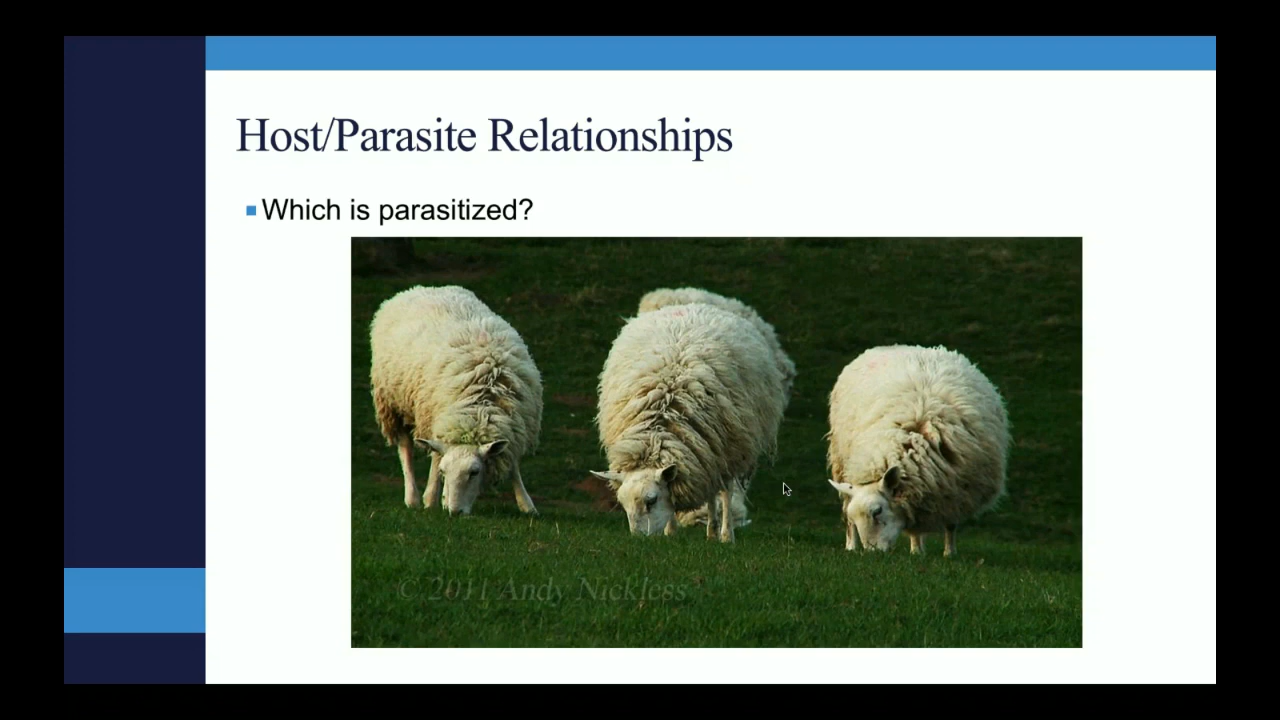 Host/Parasite Relationships
Which is parasitized?
© 2011 Andy Nickless